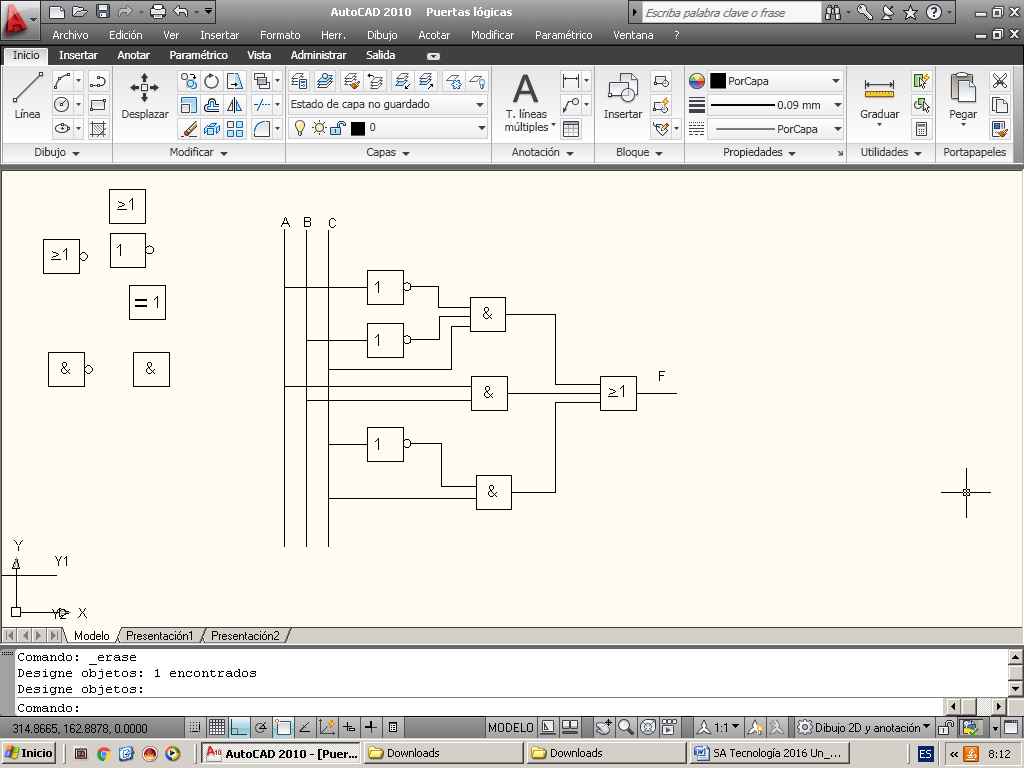 AutoCAD 2010 Puertas lógicas
Escriba palabra clave o frase
Archivo Edición Ver Insertar Formato Herr. Dibujo Acotar Modificar Paramétrico Ventana ?
Inicio Insertar Anotar Paramétrico Vista Administrar Salida
Línea
Desplazar
Estado de capa no guardado
0
A
T. líneas
múltiples
Insertar
PorCapa
0.09 mm
PorCapa
Graduar
Pegar
Dibujo Modificar Capas Anotación Bloque Propiedades Utilidades Portapapeles
≥1
≥1
1
= 1
&
&
A B C
1
&
1
&
≥1
F
1
&
Y
Y1
Y2
X
Modelo Presentación1 Presentación2
Comando: _erase
Designe objetos: 1 encontrados
Designe objetos:
Comando:
314.8665, 162.8878, 0.0000
MODELO
1:1
Dibujo 2D y anotación
Inicio
AutoCAD 2010 - [Puer...
Downloads
Downloads
SA Tecnología 2016 Un_...
ES
«
8:12